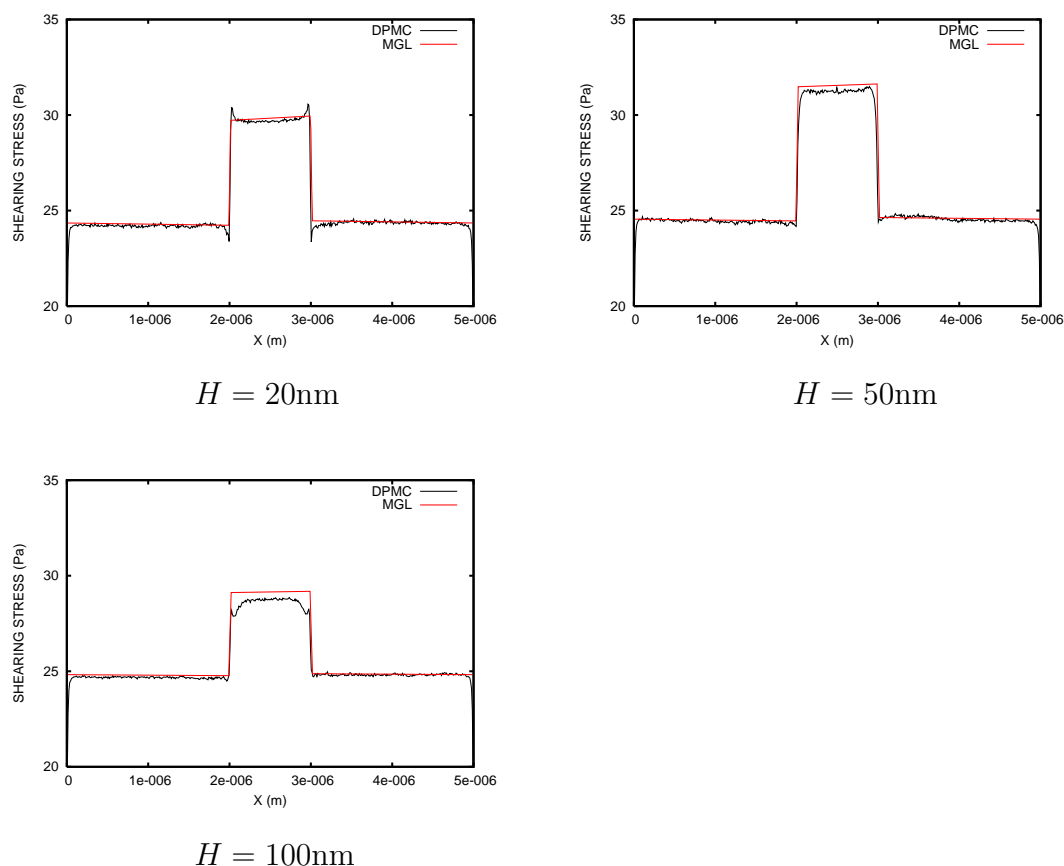 35
DPMC
MGL
30
25
20
SHEARING STRESS (Pa)
0 1e-006 2e-006 3e-006 4e-006 5e-006
X (m)
H = 20nm
35
DPMC
MGL
30
25
20
SHEARING STRESS (Pa)
0 1e-006 2e-006 3e-006 4e-006 5e-006
X (m)
H = 50nm
35
DPMC
MGL
30
25
20
SHEARING STRESS (Pa)
0 1e-006 2e-006 3e-006 4e-006 5e-006
X (m)
H = 100nm